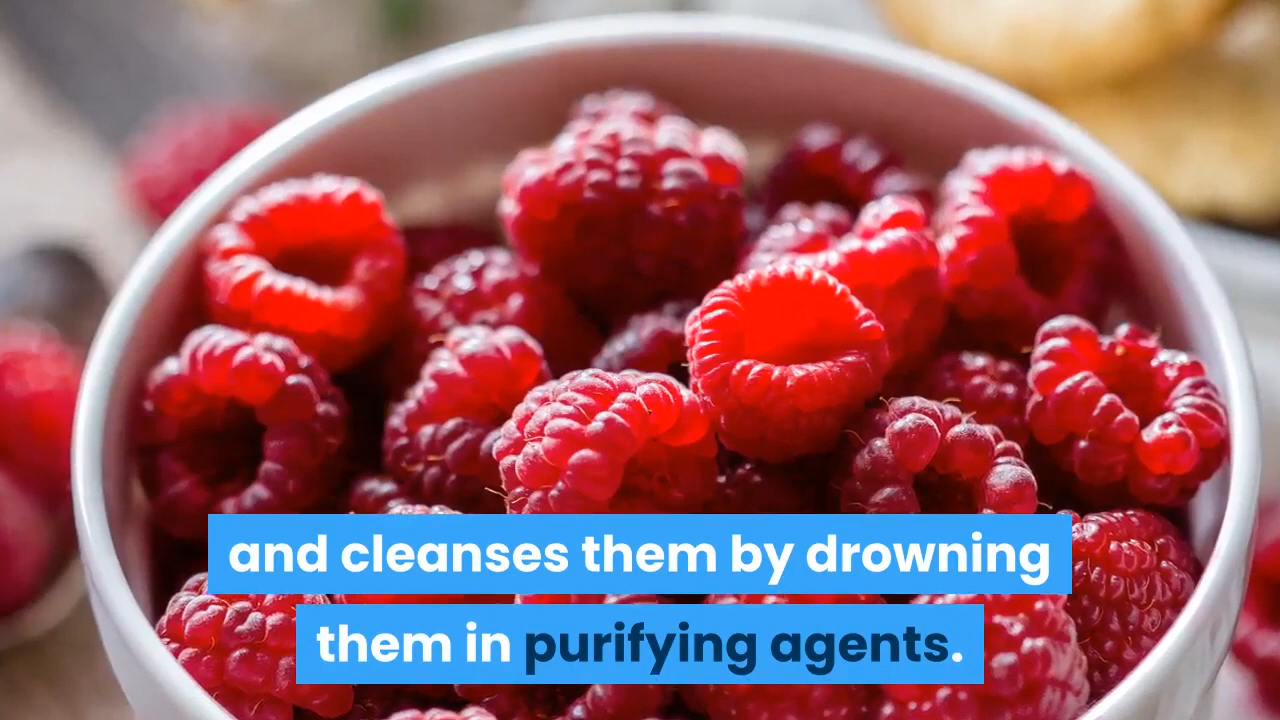 and cleanses them by drowning
them in purifying agents.